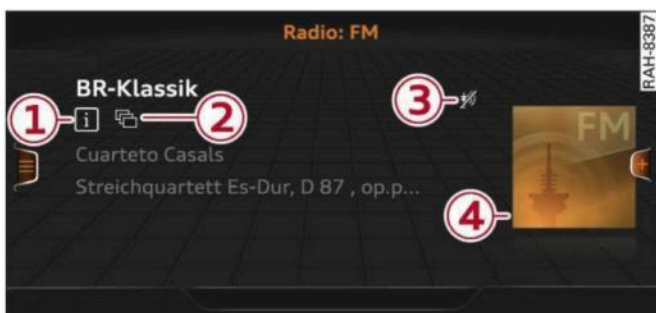 Radio: FM
RAH-8387
BR-Klassik
1
i
2
3
Cuarteto Casals
FM
Streichquartett Es-Dur, D 87 , op.p...
4